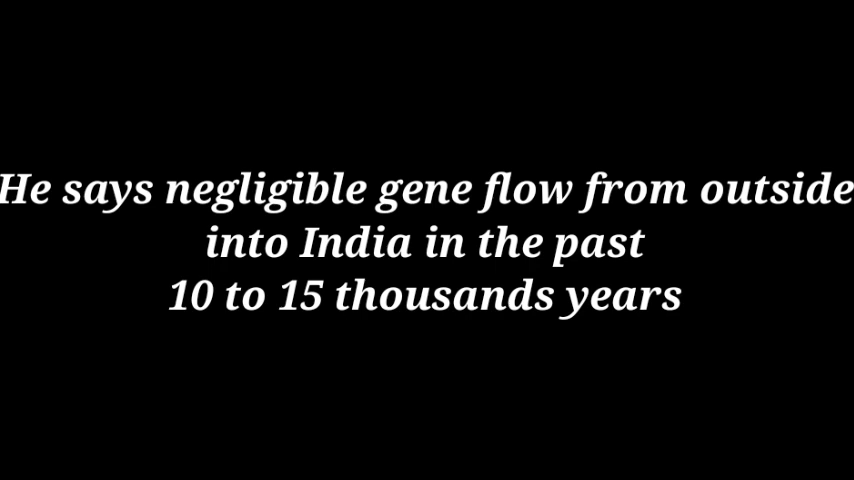 He says negligible gene flow from outside
into India in the past
10 to 15 thousands years